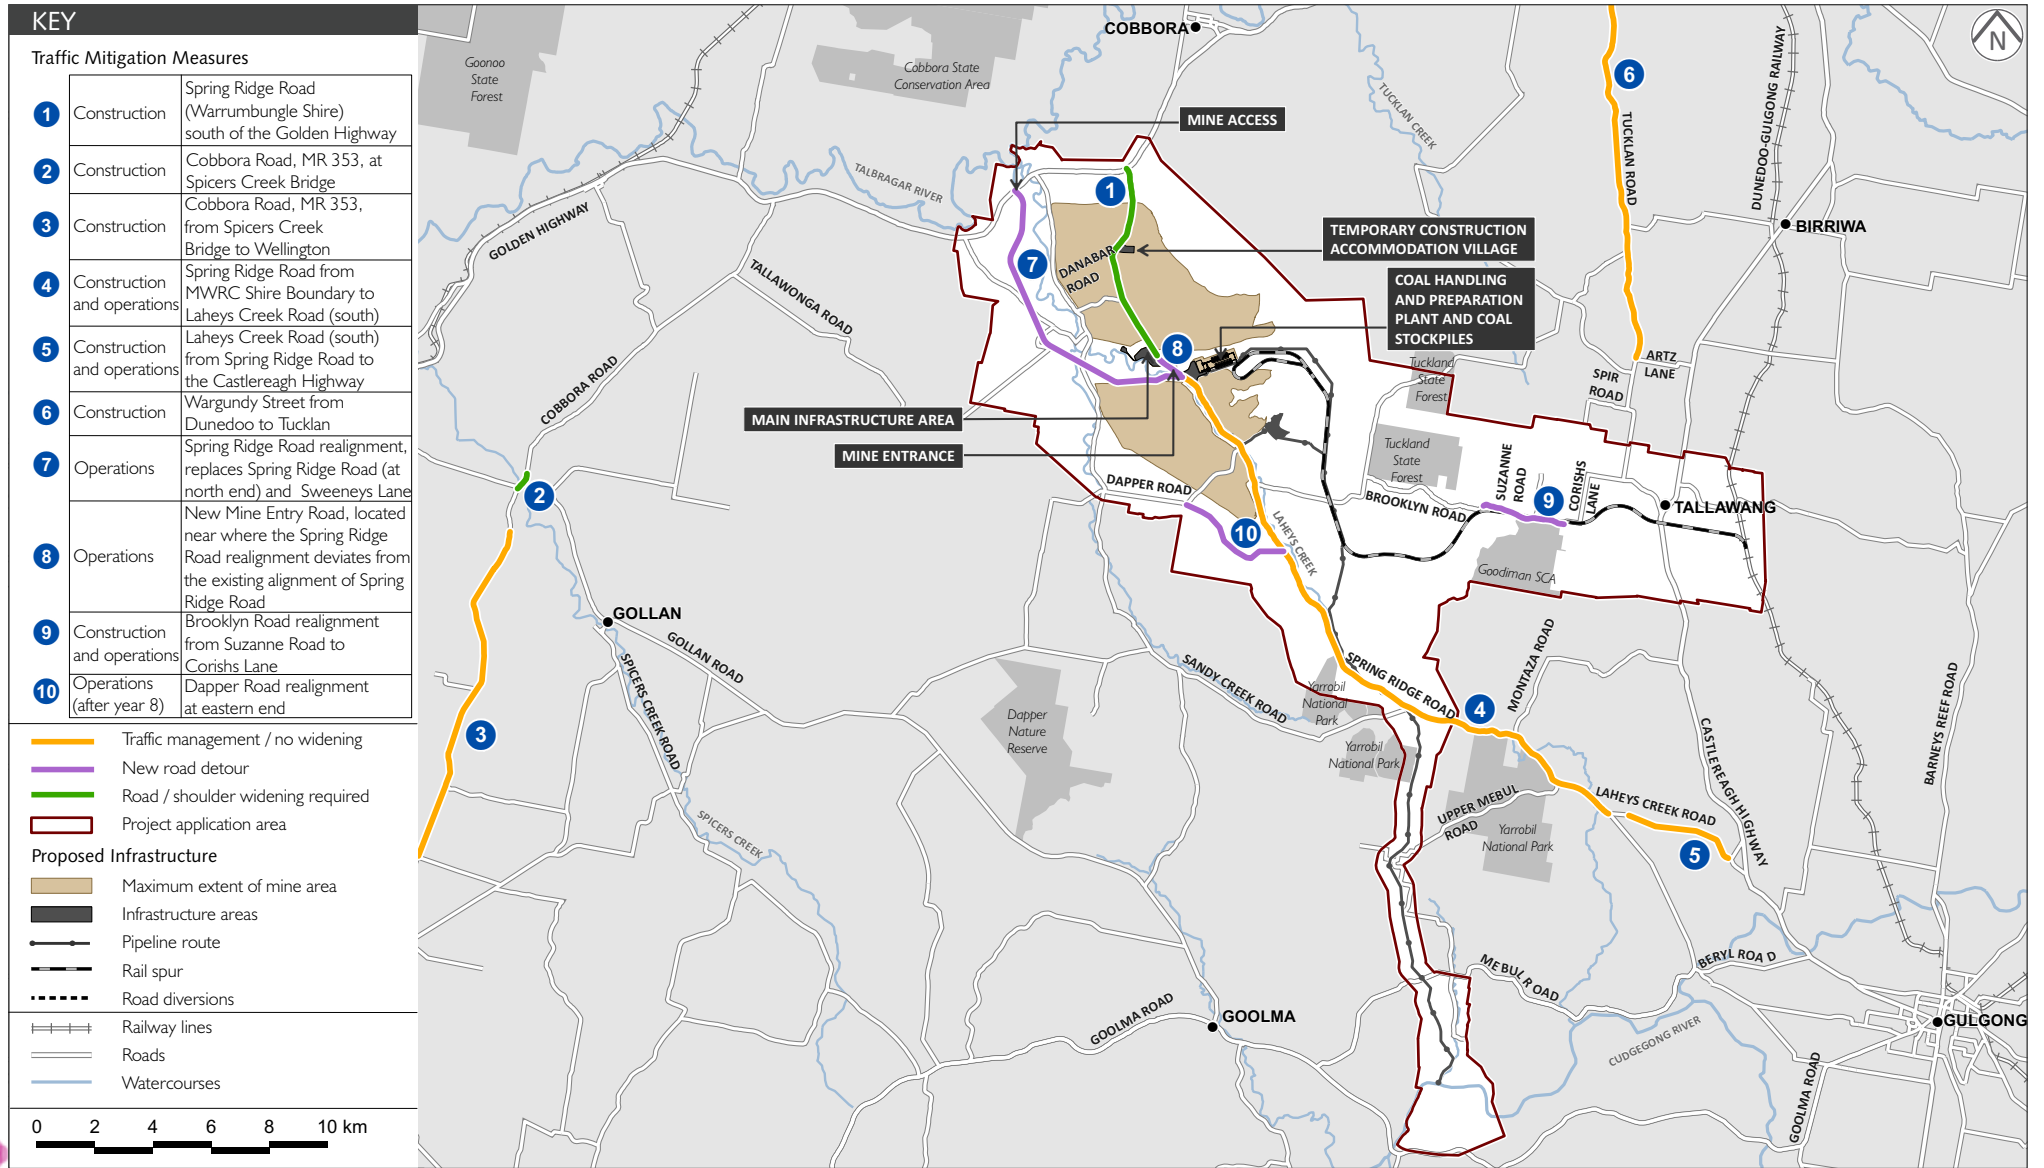 KEY
Traffic Mitigation Measures
1
Construction
Spring Ridge Road
(Warrumbungle Shire)
south of the Golden Highway
2
Construction
Cobbora Road, MR 353, at
Spicers Creek Bridge
3
Construction
Cobbora Road, MR 353,
from Spicers Creek
Bridge to Wellington
4
Construction
and operations
Spring Ridge Road from
MWRC Shire Boundary to
Laheys Creek Road (south)
5
Construction
and operations
Laheys Creek Road (south)
from Spring Ridge Road to
the Castlereagh Highway
6
Construction
Wargundy Street from
Dunedoo to Tucklan
7
Operations
Spring Ridge Road realignment,
replaces Spring Ridge Road (at
north end) and Sweeneys Lane
8
Operations
New Mine Entry Road, located
near where the Spring Ridge
Road realignment deviates from
the existing alignment of Spring
Ridge Road
9
Construction
and operations
Brooklyn Road realignment
from Suzanne Road to
Corishs Lane
10
Operations
(after year 8)
Dapper Road realignment
at eastern end
Traffic management / no widening
New road detour
Road / shoulder widening required
Project application area
Proposed Infrastructure
Maximum extent of mine area
Infrastructure areas
Pipeline route
Rail spur
Road diversions
Railway lines
Roads
Watercourses
0 2 4 6 8 10 km
Goonoo
State
Forest
Cobbora State
Conservation Area
COBBORA
N
6
TUCKLAN ROAD
TUCKLAN CREEK
DUNEDOO-GULGONG RAILWAY
MINE ACCESS
TALBRAGAR RIVER
1
GOLDEN HIGHWAY
BIRRIWA
TEMPORARY CONSTRUCTION
ACCOMMODATION VILLAGE
7
DANABAR
ROAD
TALLAWONGA ROAD
COAL HANDLING
AND PREPARATION
PLANT AND COAL
STOCKPILES
8
COBBORA ROAD
Tuckland
State
Forest
ARTZ
LANE
SPIR
ROAD
MAIN INFRASTRUCTURE AREA
MINE ENTRANCE
Tuckland
State
Forest
SUZANNE
ROAD
CORISHS
LANE
DAPPER ROAD
BROOKLYN ROAD
9
TALLAWANG
2
10
LAHEYS CREEK
Goodiman SCA
GOLLAN
GOLLAN ROAD
SPICERS CREEK ROAD
SANDY CREEK ROAD
SPRING RIDGE ROAD
MONTAZA ROAD
Yarrobil
National
Park
4
3
Dapper
Nature
Reserve
Yarrobil
National Park
CASTLEREAGH HIGHWAY
BARNEYS REEF ROAD
UPPER MEBUL
ROAD
LAHEYS CREEK ROAD
Yarrobil
National Park
5
SPICERS CREEK
MEBUL ROAD
BERYL ROAD
GOOLMA ROAD
GOOLMA
CUDGEGONG RIVER
GULGONG
GOOLMA ROAD